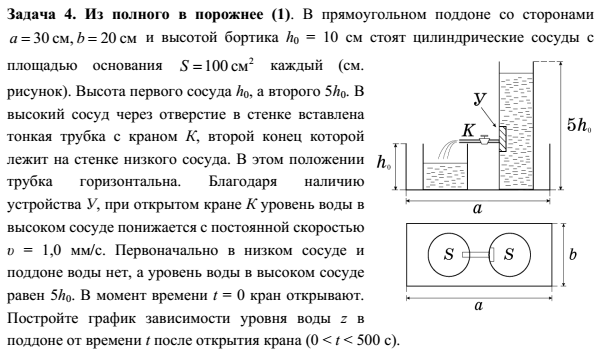 Задача 4. Из полного в порожнее (1). В прямоугольном поддоне со сторонами
a = 30 см, b = 20 см и высотой бортика h₀ = 10 см стоят цилиндрические сосуды с
площадью основания S = 100 см² каждый (см.
рисунок). Высота первого сосуда h₀, а второго 5h₀. В
высокий сосуд через отверстие в стенке вставлена
тонкая трубка с краном К, второй конец которой
лежит на стенке низкого сосуда. В этом положении
трубка горизонтальна. Благодаря наличию
устройства У, при открытом кране К уровень воды в
высоком сосуде понижается с постоянной скоростью
υ = 1,0 мм/с. Первоначально в низком сосуде и
поддоне воды нет, а уровень воды в высоком сосуде
равен 5h₀. В момент времени t = 0 кран открывают.
Постройте график зависимости уровня воды z в
поддоне от времени t после открытия крана (0 < t < 500 с).
У
K
5h₀
h₀
a
S
S
b
a